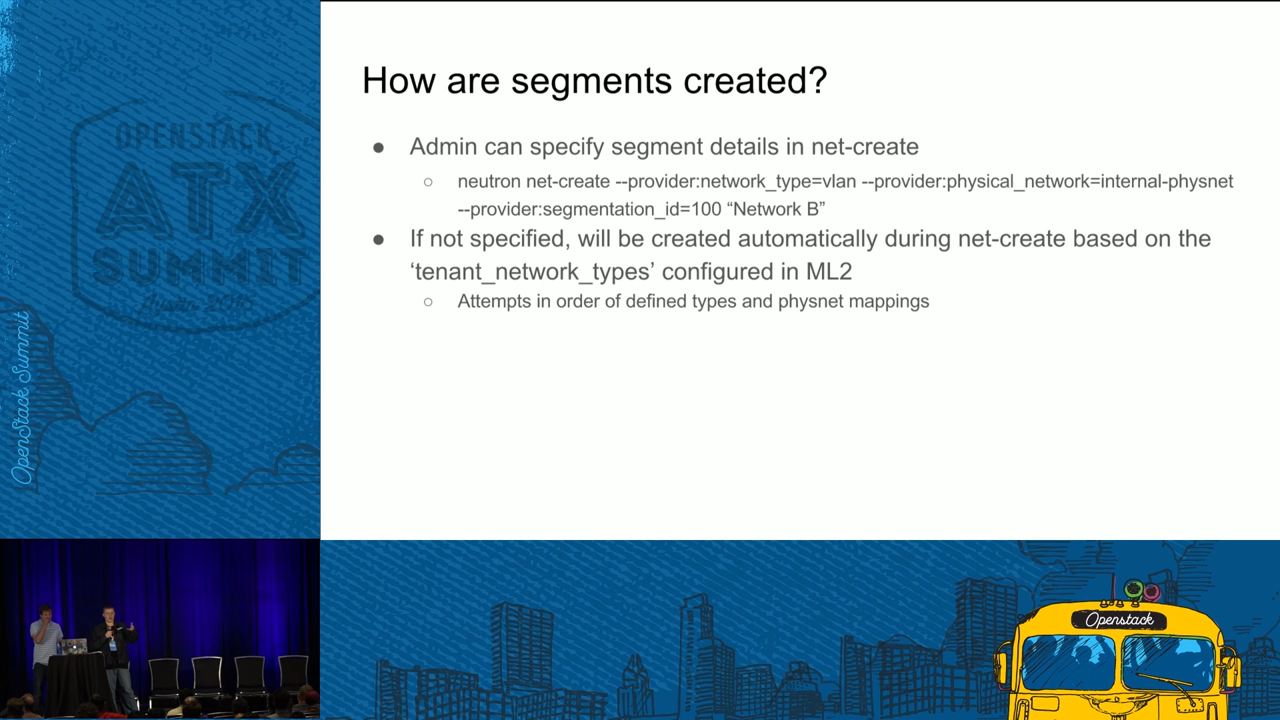 How are segments created?
● Admin can specify segment details in net-create
○ neutron net-create --provider:network_type=vlan --provider:physical_network=internal-physnet
--provider:segmentation_id=100 “Network B”
● If not specified, will be created automatically during net-create based on the
‘tenant_network_types’ configured in ML2
○ Attempts in order of defined types and physnet mappings
OPENSTACK
ATX
SUMMIT
Austin 2016
OpenStack Summit
Openstack